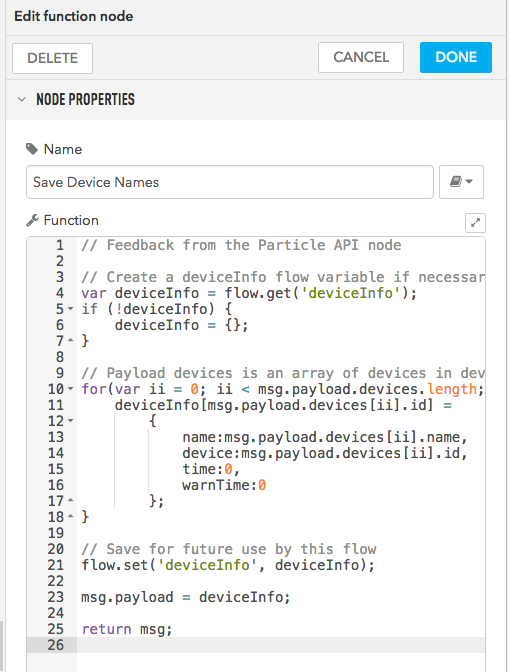 Edit function node
DELETE CANCEL DONE
NODE PROPERTIES
Name
Save Device Names
Function
1 // Feedback from the Particle API node
2
3 // Create a deviceInfo flow variable if necessar
4 var deviceInfo = flow.get('deviceInfo');
5 if (!deviceInfo) {
6     deviceInfo = {};
7 }
8
9 // Payload devices is an array of devices in dev
10 for(var ii = 0; ii < msg.payload.devices.length;
11     deviceInfo[msg.payload.devices[ii].id] =
12         {
13             name:msg.payload.devices[ii].name,
14             device:msg.payload.devices[ii].id,
15             time:0,
16             warnTime:0
17         };
18 }
19
20 // Save for future use by this flow
21 flow.set('deviceInfo', deviceInfo);
22
23 msg.payload = deviceInfo;
24
25 return msg;
26